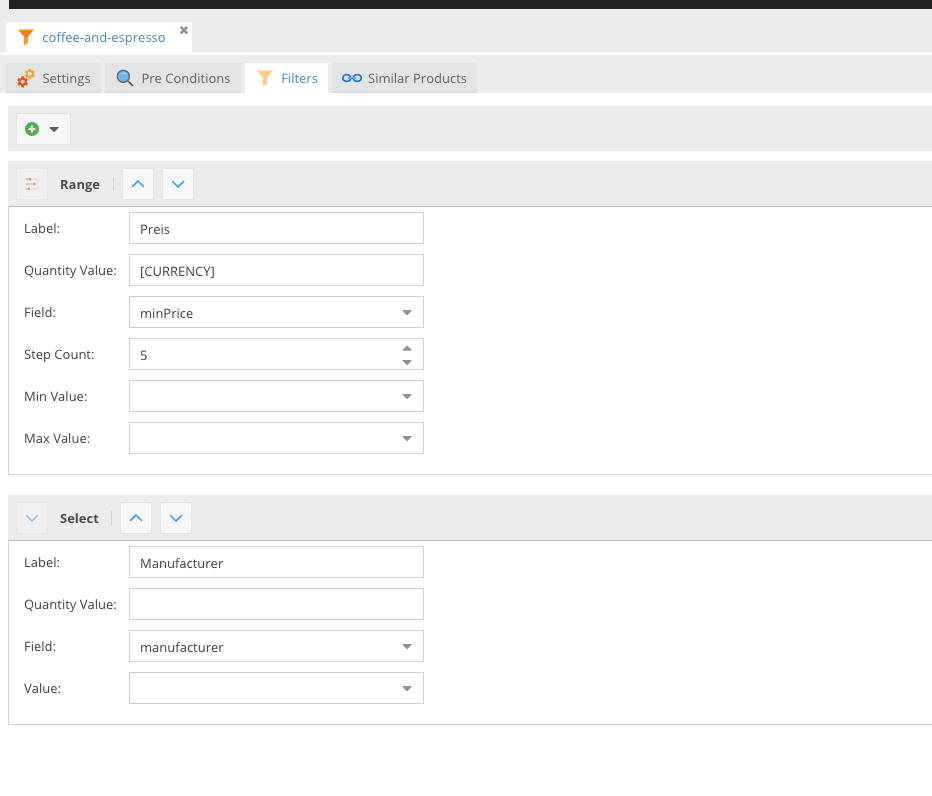 coffee-and-espresso
Settings Pre Conditions Filters Similar Products
Range
Label: Preis
Quantity Value: [CURRENCY]
Field: minPrice
Step Count: 5
Min Value:
Max Value:
Select
Label: Manufacturer
Quantity Value:
Field: manufacturer
Value: